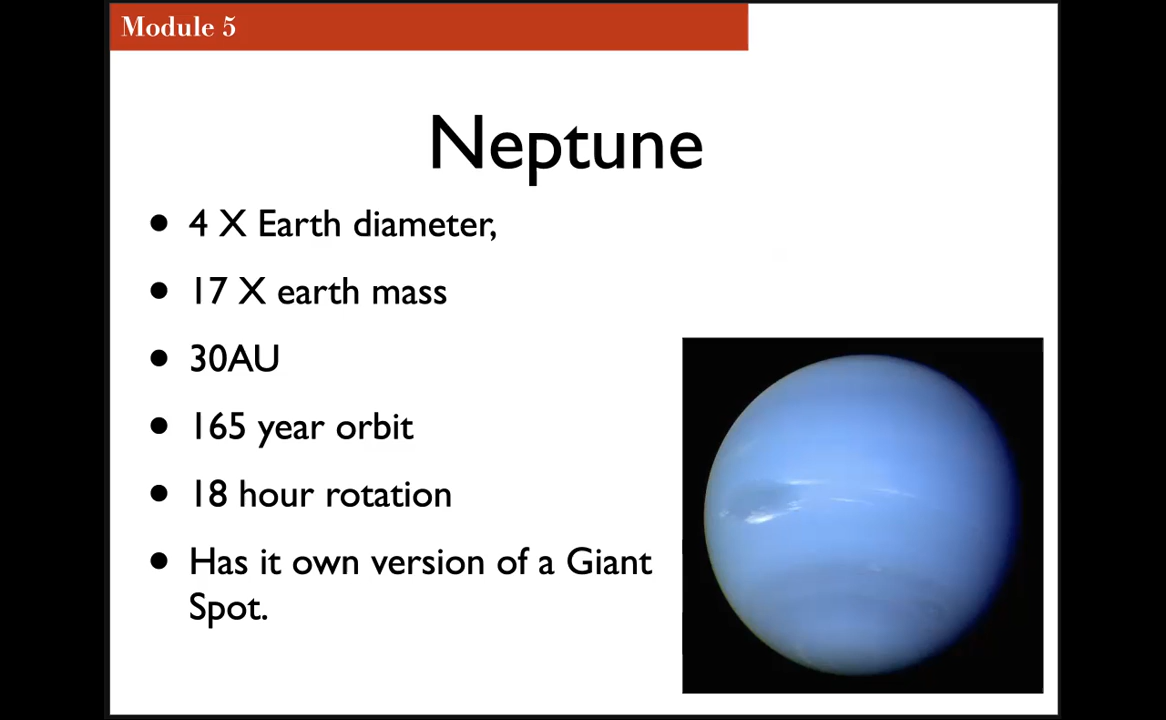 Module 5
Neptune
• 4 X Earth diameter,
• 17 X earth mass
• 30AU
• 165 year orbit
• 18 hour rotation
• Has it own version of a Giant
Spot.